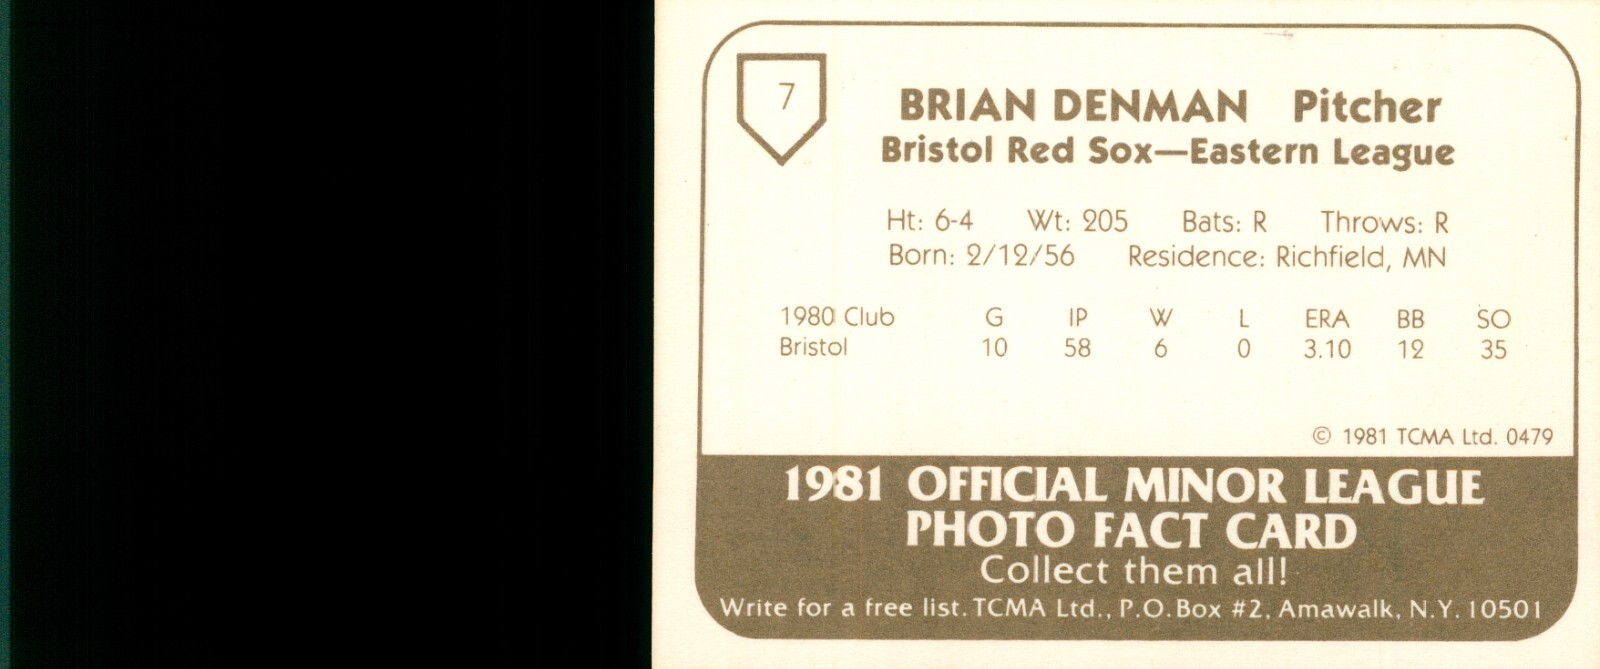 7
BRIAN DENMAN Pitcher
Bristol Red Sox—Eastern League
Ht: 6-4 Wt: 205 Bats: R Throws: R
Born: 2/12/56 Residence: Richfield, MN
1980 Club G IP W L ERA BB SO
Bristol 10 58 6 0 3.10 12 35
© 1981 TCMA Ltd. 0479
1981 OFFICIAL MINOR LEAGUE
PHOTO FACT CARD
Collect them all!
Write for a free list. TCMA Ltd., P.O. Box #2, Amawalk, N.Y. 10501